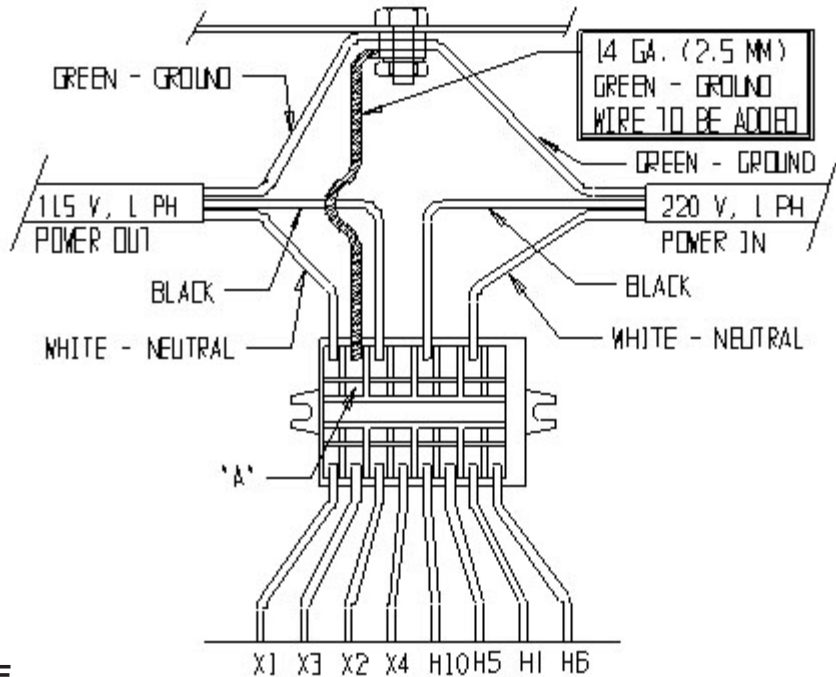 14 GA. (2.5 MM)
GREEN - GROUND
WIRE TO BE ADDED
GREEN - GROUND
GREEN - GROUND
115 V, 1 PH
POWER OUT
220 V, 1 PH
POWER IN
BLACK
BLACK
WHITE - NEUTRAL
WHITE - NEUTRAL
'A'
X1 X3 X2 X4 H10 H5 H1 H6